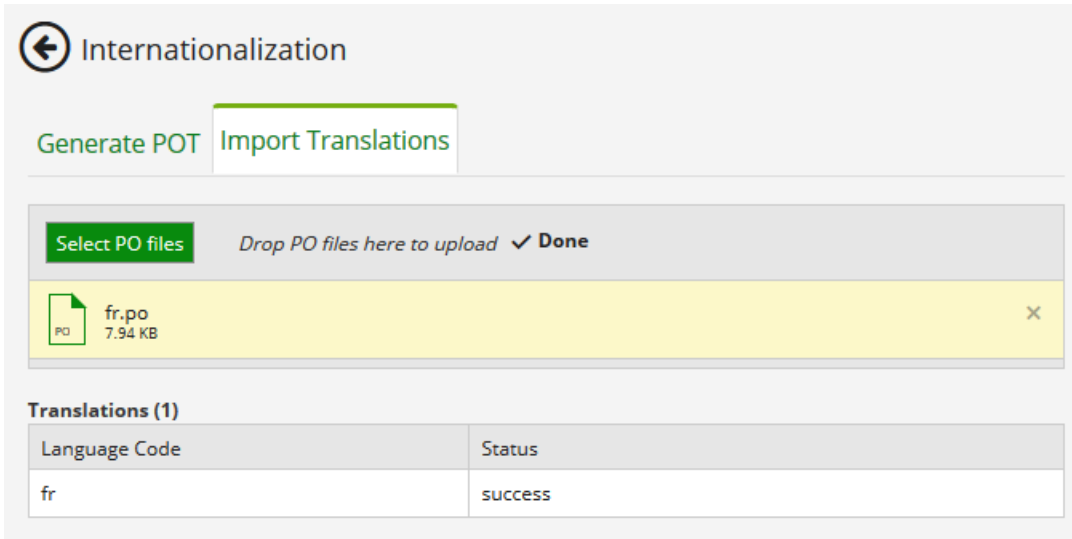 Internationalization
Generate POT Import Translations
Select PO files Drop PO files here to upload Done
PO fr.po
7.94 KB
Translations (1)
Language Code Status
fr success